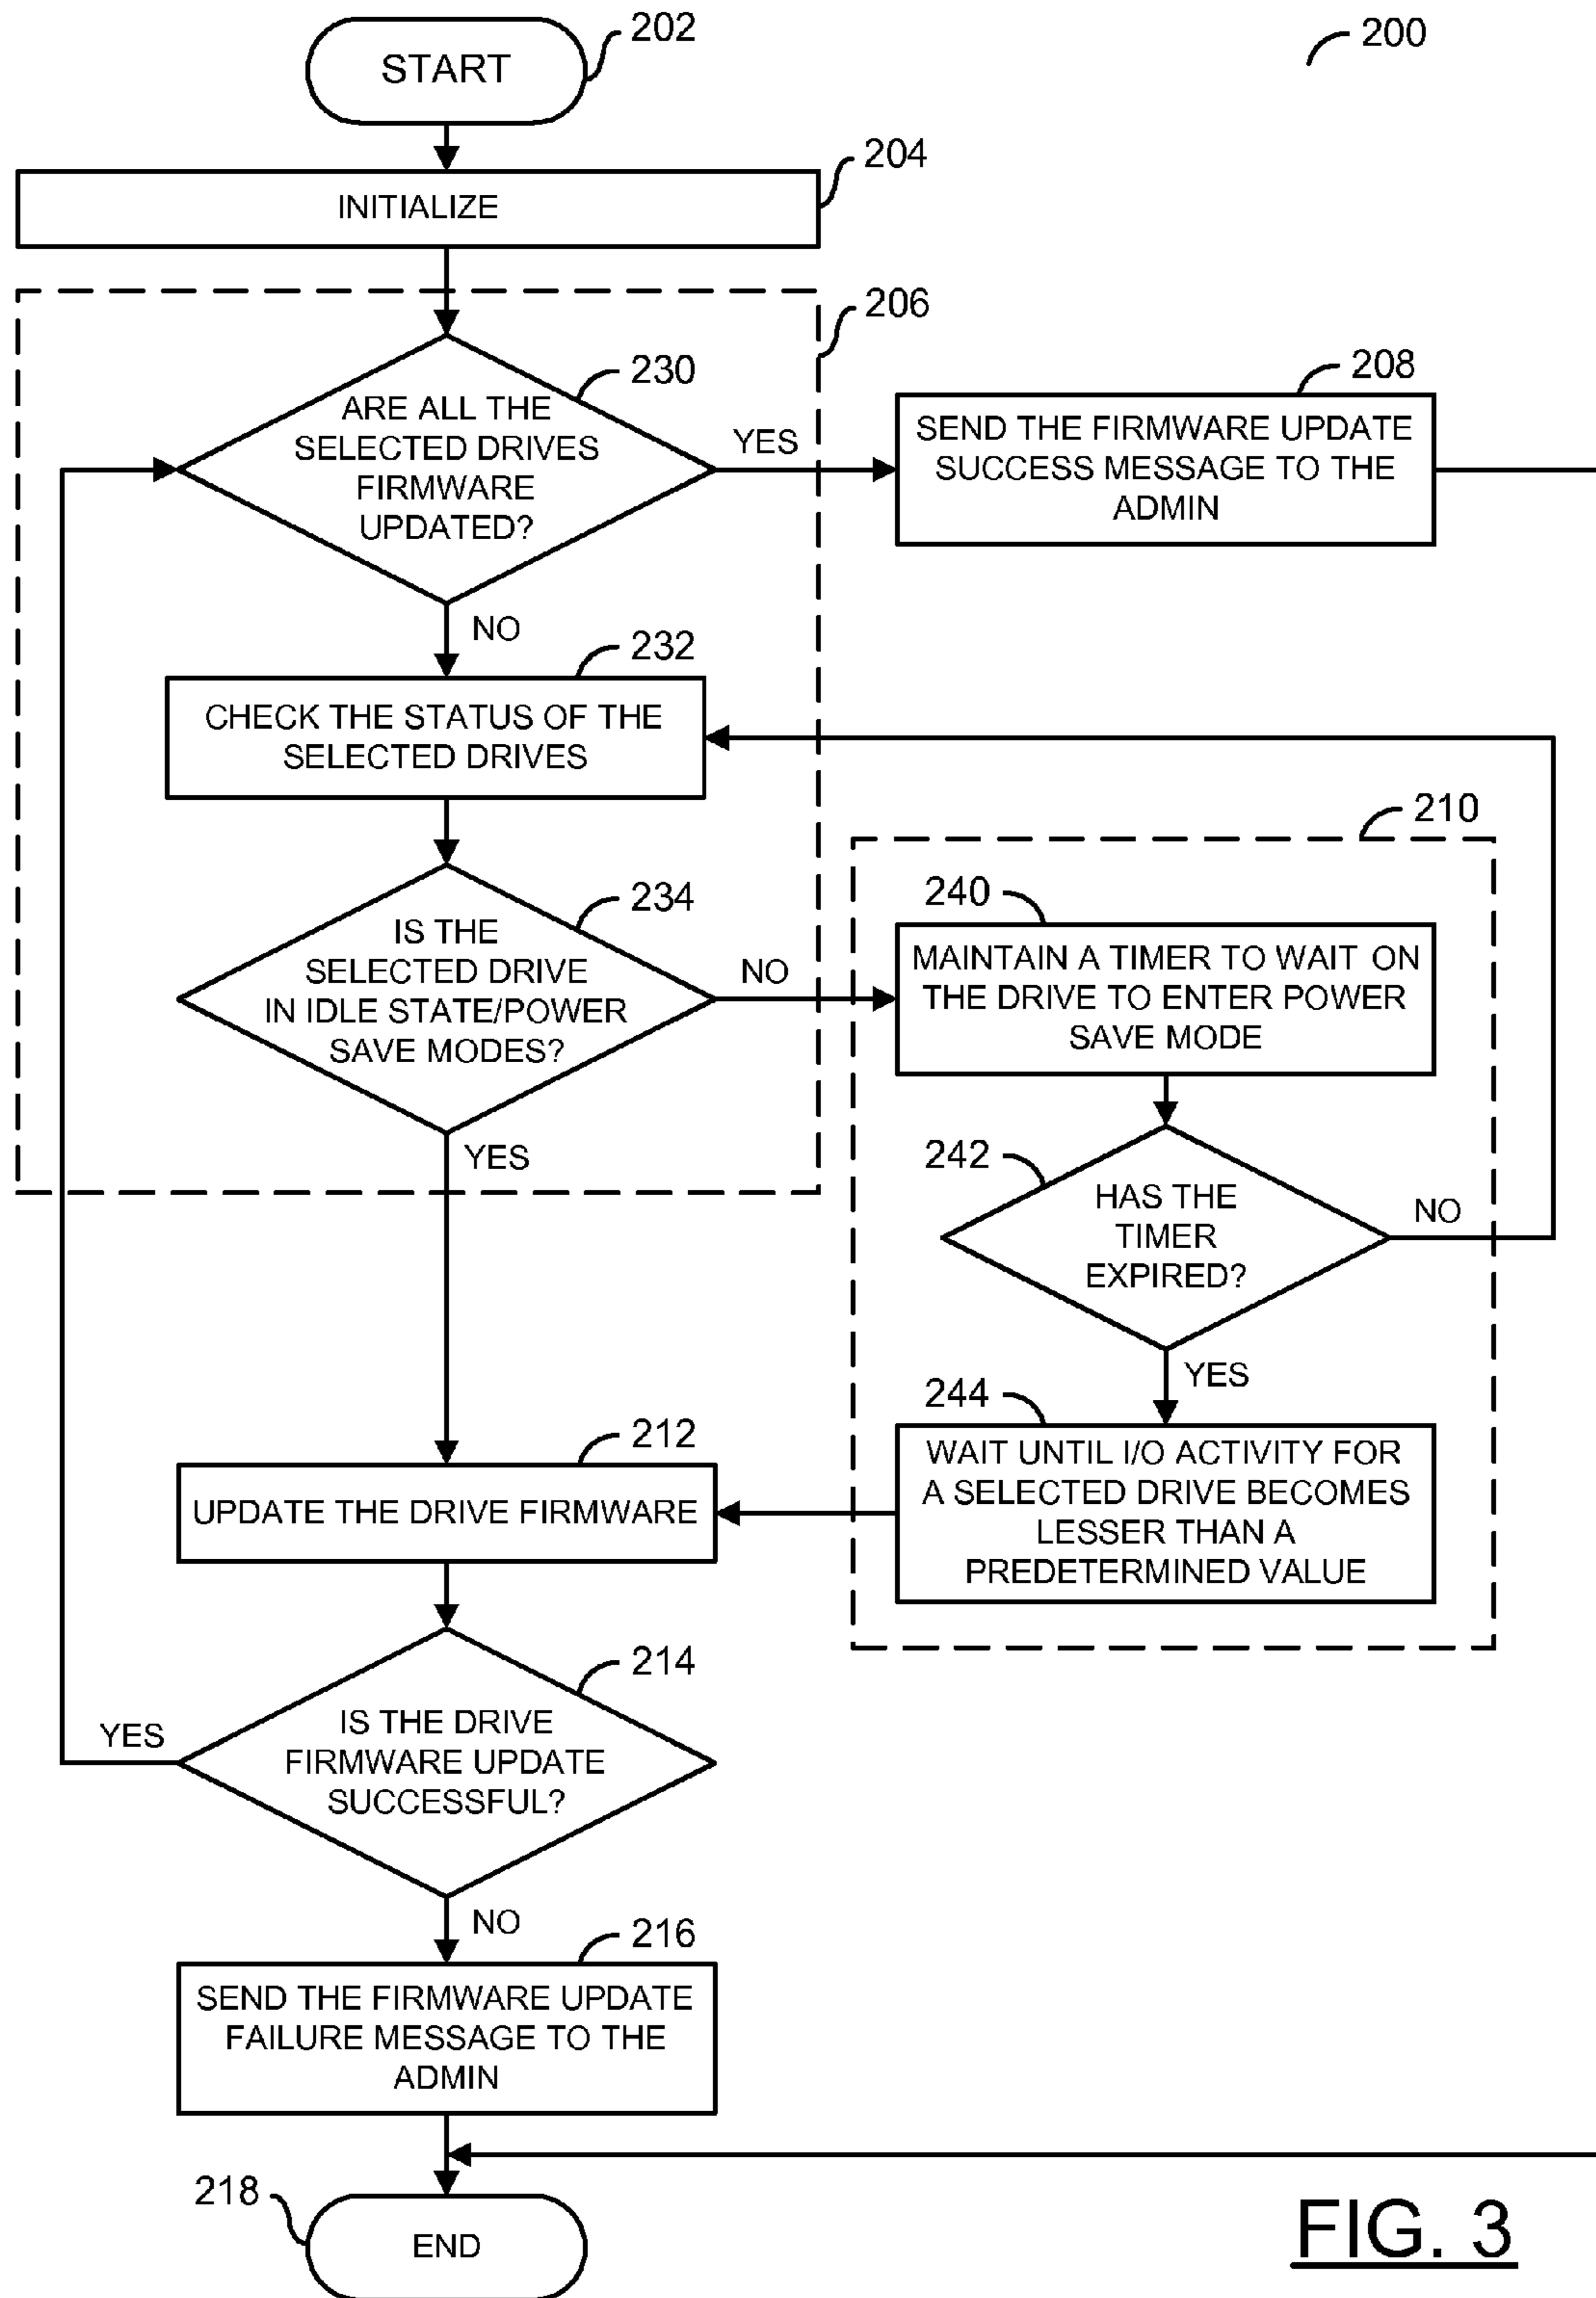 202
200
START
204
INITIALIZE
206
230
ARE ALL THE
SELECTED DRIVES
FIRMWARE
UPDATED?
YES
208
SEND THE FIRMWARE UPDATE
SUCCESS MESSAGE TO THE
ADMIN
NO
232
CHECK THE STATUS OF THE
SELECTED DRIVES
210
234
IS THE
SELECTED DRIVE
IN IDLE STATE/POWER
SAVE MODES?
NO
240
MAINTAIN A TIMER TO WAIT ON
THE DRIVE TO ENTER POWER
SAVE MODE
YES
242
HAS THE
TIMER
EXPIRED?
NO
YES
244
WAIT UNTIL I/O ACTIVITY FOR
A SELECTED DRIVE BECOMES
LESSER THAN A
PREDETERMINED VALUE
212
UPDATE THE DRIVE FIRMWARE
214
IS THE DRIVE
FIRMWARE UPDATE
SUCCESSFUL?
YES
NO
216
SEND THE FIRMWARE UPDATE
FAILURE MESSAGE TO THE
ADMIN
218
END
FIG. 3